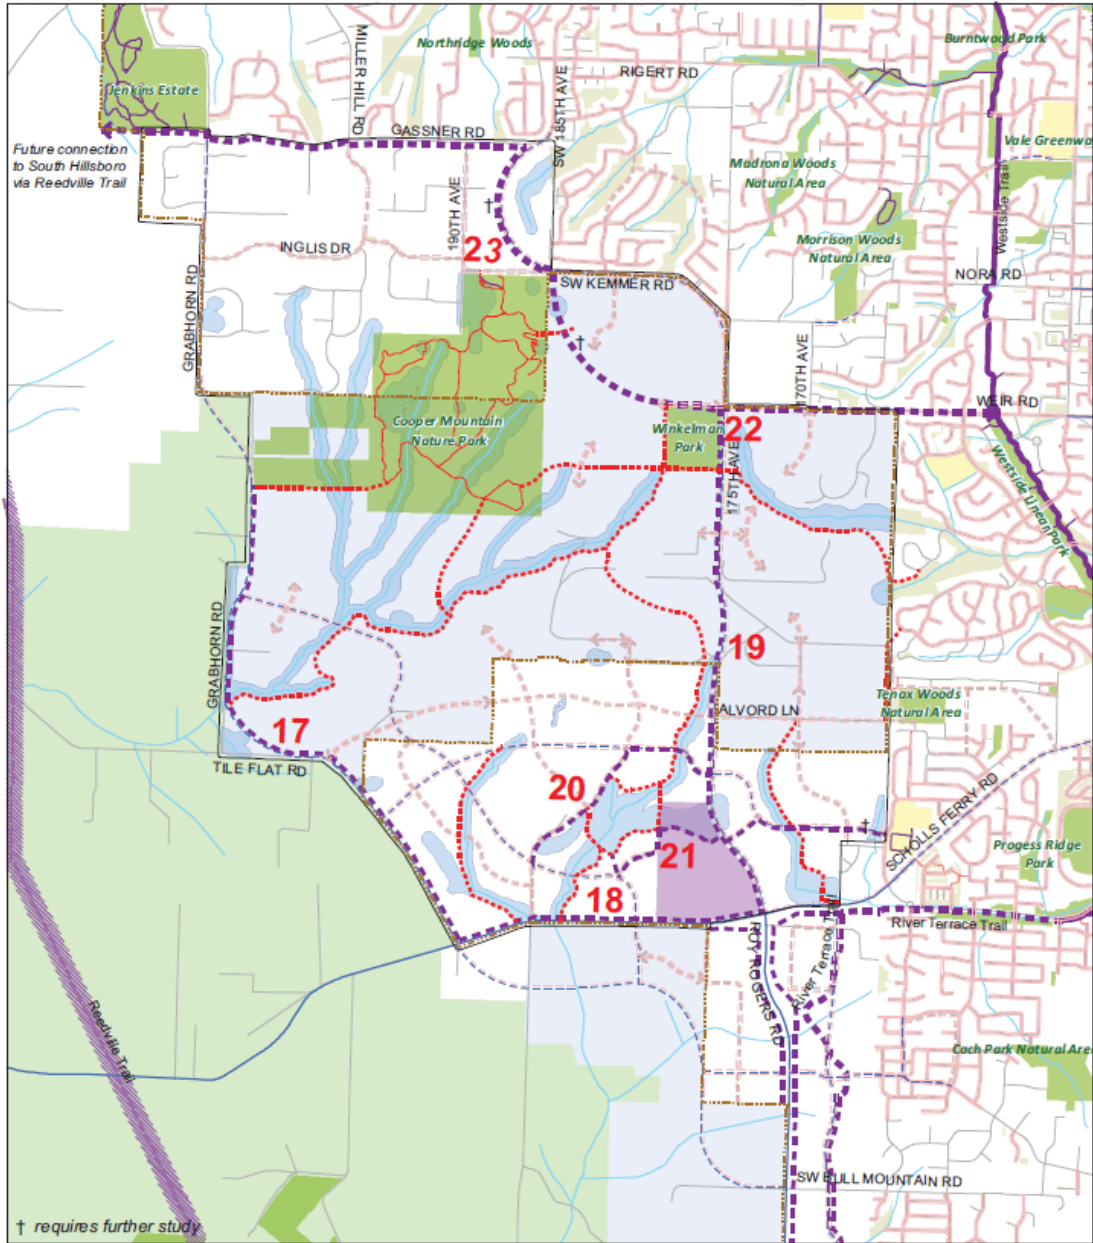 Northridge Woods
Burntwood Park
MILLER HILL RD
RIGERT RD
SW 185TH AVE
Jenkins Estate
GASSNER RD
Future connection
to South Hillsboro
via Reedville Trail
Vale Greenwa
Madrona Woods
Natural Area
190TH AVE
†
Westside Trail
INGLIS DR
23
Morrison Woods
Natural Area
NORA RD
SW KEMMER RD
GRABHORN RD
†
170TH AVE
WEIR RD
Cooper Mountain
Nature Park
Winkelman
Park
22
175TH AVE
Westside Linear Park
GRABHORN RD
19
Tenax Woods
Natural Area
ALVORD LN
17
TILE FLAT RD
20
SCHOLLS FERRY RD
†
Progess Ridge
Park
21
18
River Terrace Trail
ROY ROGERS RD
River Terrace Trail
Reedville Trail
Cach Park Natural Area
SW BULL MOUNTAIN RD
† requires further study